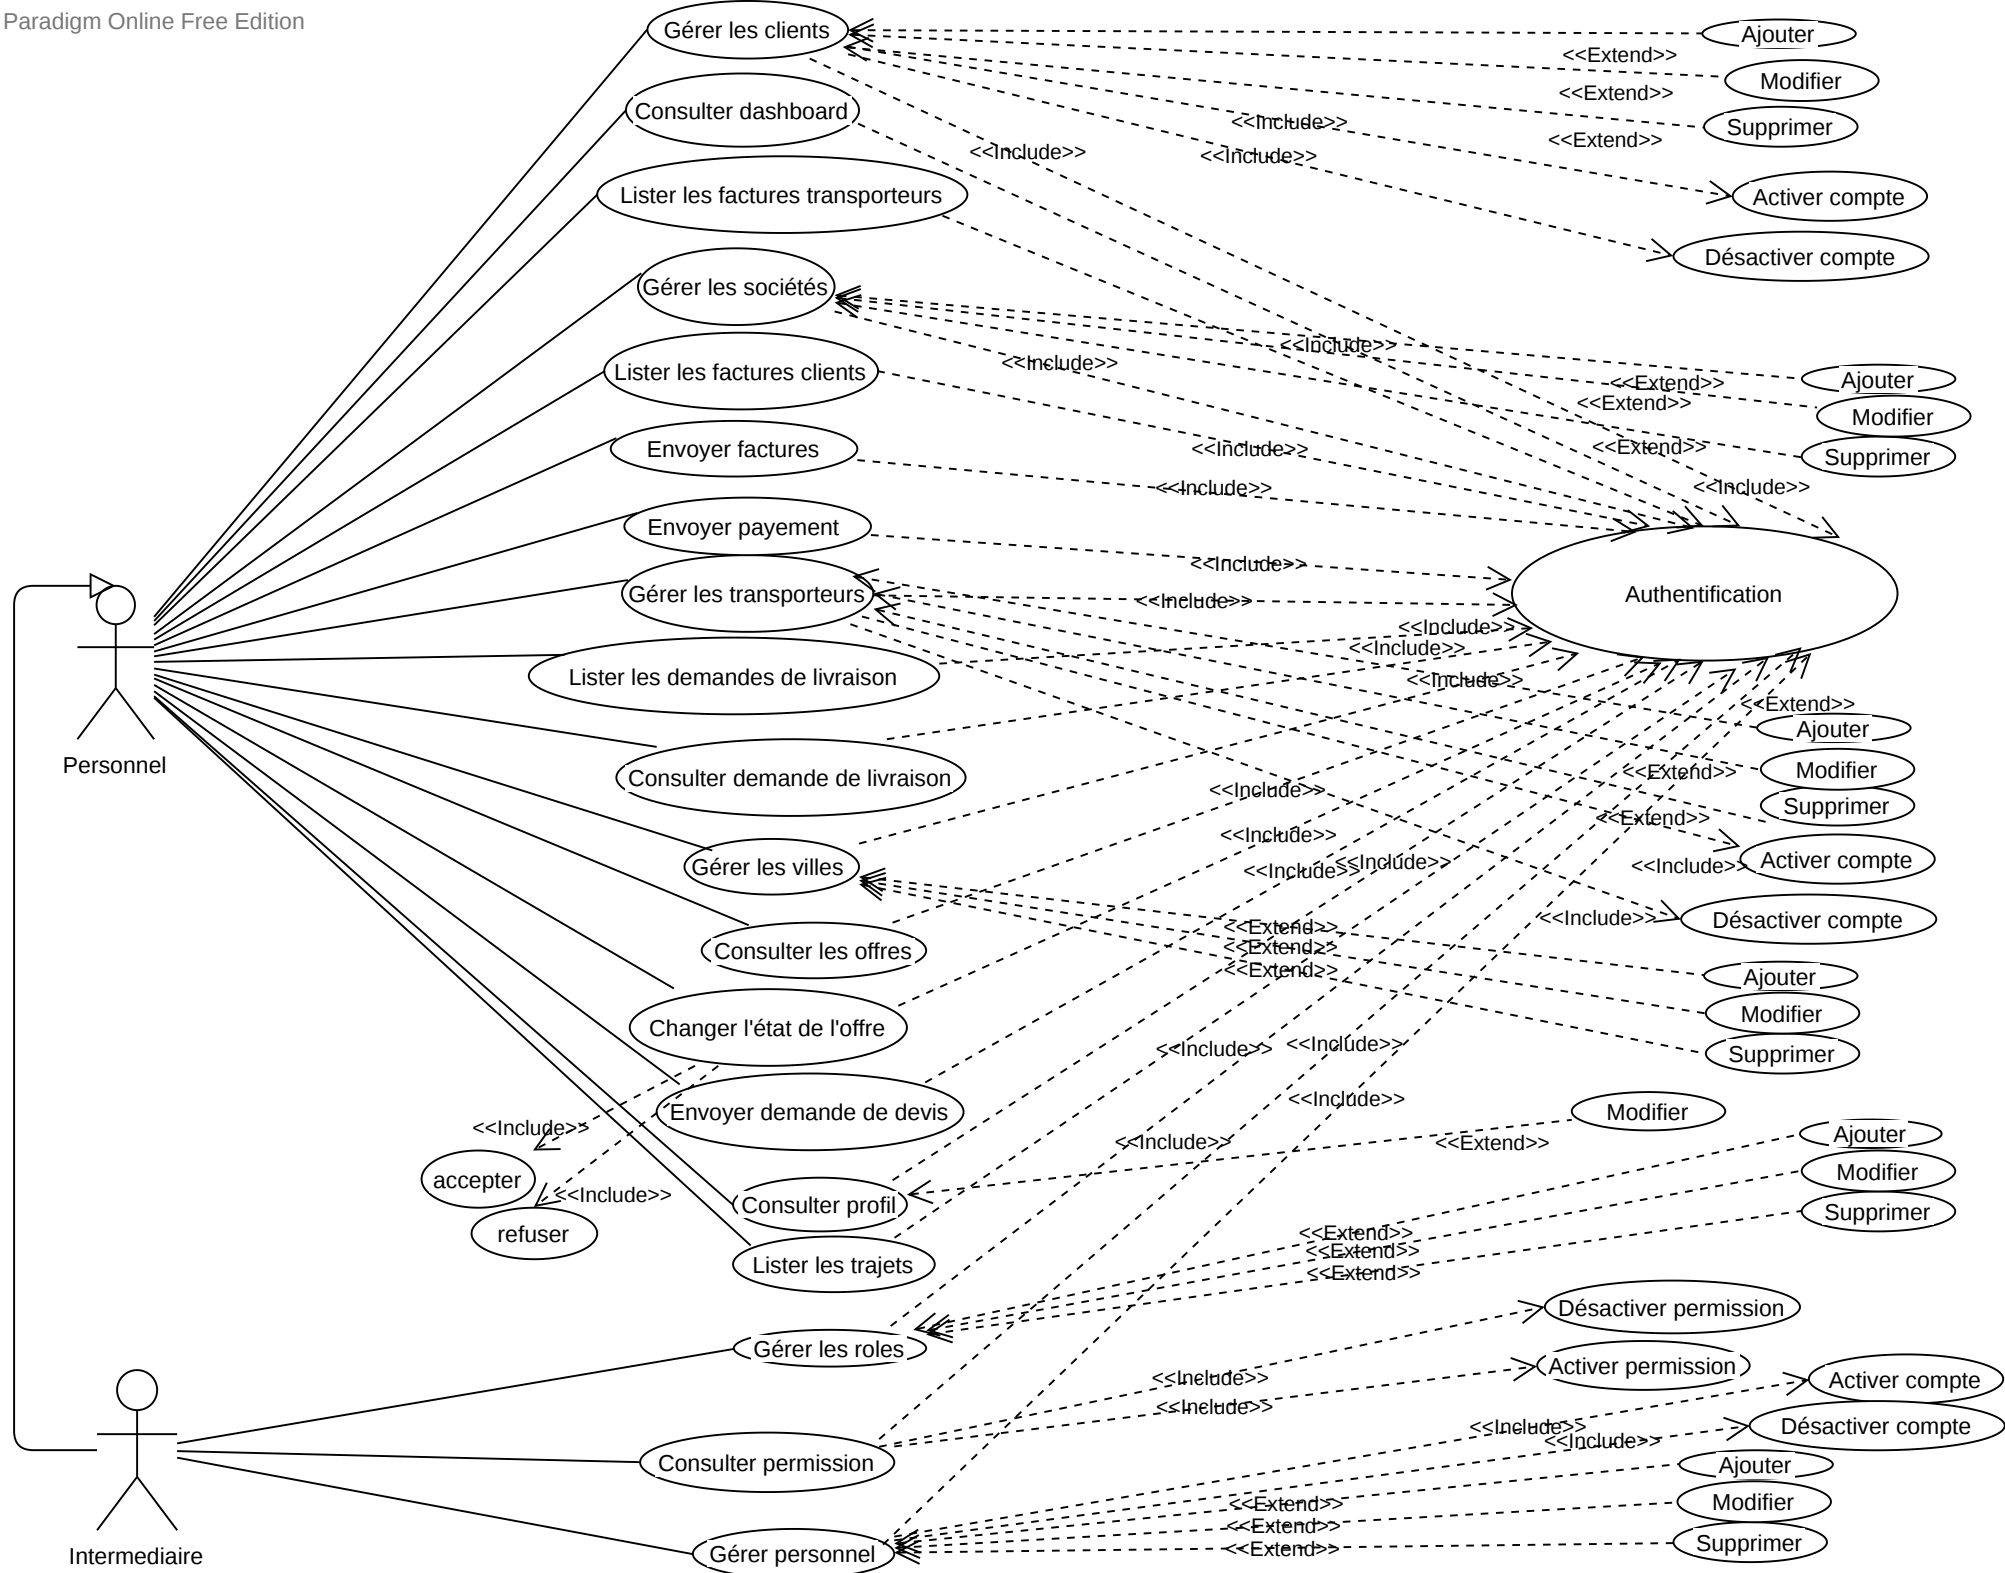 Paradigm Online Free Edition
Gérer les clients
Ajouter
<<Extend>>
Modifier
<<Extend>>
Consulter dashboard
<<Include>>
Supprimer
<<Extend>>
<<Include>>
<<Include>>
Lister les factures transporteurs
Activer compte
Désactiver compte
Gérer les sociétés
<<Include>>
<<Include>>
Lister les factures clients
Ajouter
<<Extend>>
<<Extend>>
Modifier
Envoyer factures
<<Include>>
<<Extend>>
Supprimer
<<Include>>
<<Include>>
Envoyer payement
<<Include>>
Gérer les transporteurs
<<Include>>
Authentification
<<Include>>
<<Include>>
Lister les demandes de livraison
<<Include>>
<<Extend>>
Ajouter
Personnel
Consulter demande de livraison
<<Extend>>
Modifier
<<Include>>
Supprimer
<<Extend>>
<<Include>>
Gérer les villes
<<Include>>
<<Include>>
<<Include>>
Activer compte
<<Extend>>
<<Include>>
Désactiver compte
Consulter les offres
<<Extend>>
<<Extend>>
Ajouter
Changer l'état de l'offre
Modifier
<<Include>>
<<Include>>
Supprimer
<<Include>>
Envoyer demande de devis
<<Include>>
Modifier
<<Include>>
<<Extend>>
Ajouter
accepter
Modifier
<<Include>>
Consulter profil
Supprimer
refuser
<<Extend>>
<<Extend>>
Lister les trajets
<<Extend>>
Désactiver permission
Gérer les roles
<<Include>>
Activer permission
Activer compte
<<Include>>
<<Include>>
Désactiver compte
<<Include>>
Consulter permission
Ajouter
<<Extend>>
Modifier
<<Extend>>
Intermediaire
Gérer personnel
<<Extend>>
Supprimer